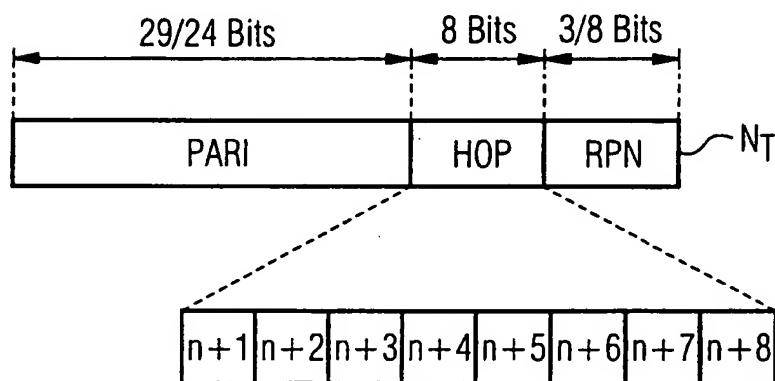 29/24 Bits 8 Bits 3/8 Bits
PARI HOP RPN NT
n+1 n+2 n+3 n+4 n+5 n+6 n+7 n+8